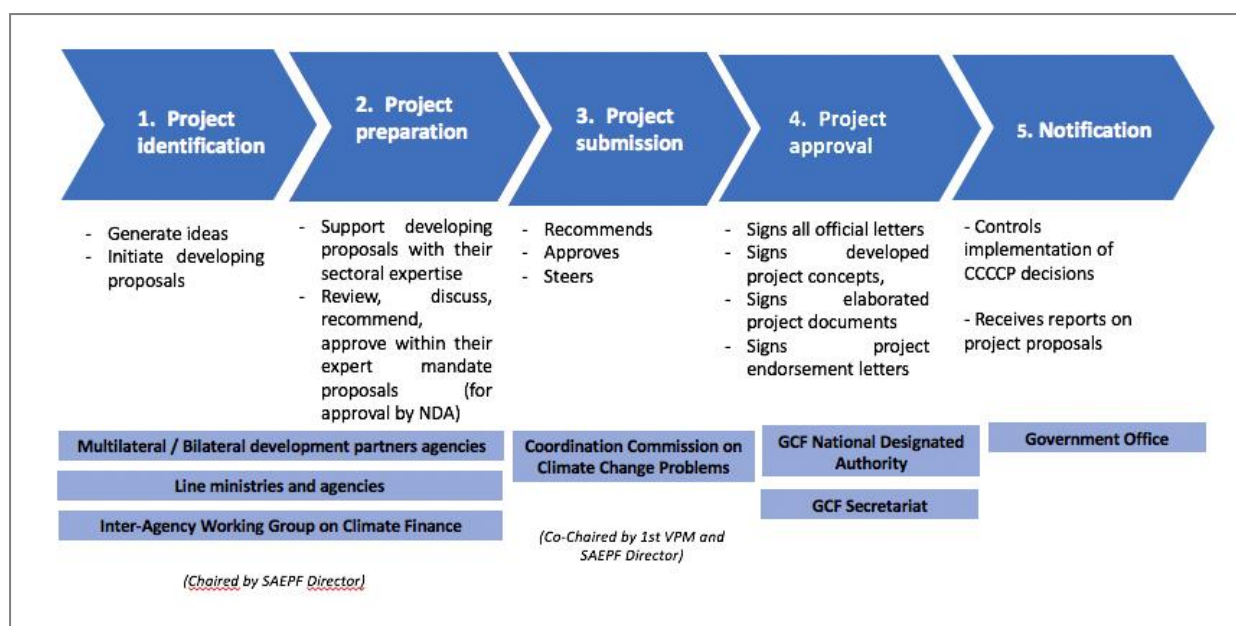 1. Project
identification
2. Project
preparation
3. Project
submission
4. Project
approval
5. Notification
- Generate ideas
- Initiate developing
proposals
- Support developing
proposals with their
sectoral expertise
- Review, discuss,
recommend,
approve within their
expert mandate
proposals (for
approval by NDA)
- Recommends
- Approves
- Steers
- Signs all official letters
- Signs developed
project concepts,
- Signs elaborated
project documents
- Signs project
endorsement letters
- Controls
implementation of
CCCCP decisions
- Receives reports on
project proposals
Multilateral / Bilateral development partners agencies
Line ministries and agencies
Inter-Agency Working Group on Climate Finance
(Chaired by SAEPF Director)
Coordination Commission on
Climate Change Problems
(Co-Chaired by 1st VPM and
SAEPF Director)
GCF National Designated
Authority
GCF Secretariat
Government Office